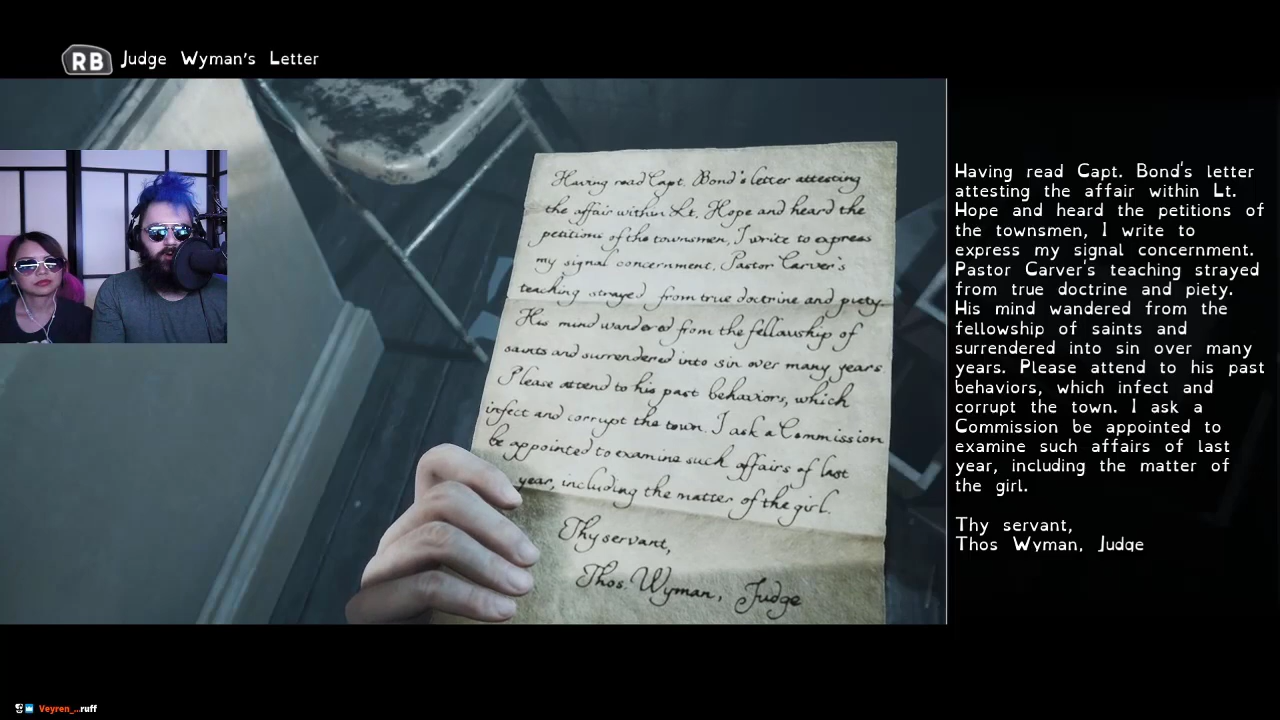 RB Judge Wyman's Letter
Having read Capt. Bond's letter attesting
the affair within Lt. Hope and heard the
petitions of the townsmen, I write to express
my signal concernment. Pastor Carver's
teaching strayed from true doctrine and piety.
His mind wandered from the fellowship of
saints and surrendered into sin over many years.
Please attend to his past behaviors, which
infect and corrupt the town. I ask a Commission
be appointed to examine such affairs of last
year, including the matter of the girl.
Thy servant,
Thos. Wyman, Judge
Having read Capt. Bond's letter
attesting the affair within Lt.
Hope and heard the petitions of
the townsmen, I write to
express my signal concernment.
Pastor Carver's teaching strayed
from true doctrine and piety.
His mind wandered from the
fellowship of saints and
surrendered into sin over many
years. Please attend to his past
behaviors, which infect and
corrupt the town. I ask a
Commission be appointed to
examine such affairs of last
year, including the matter of
the girl.
Thy servant,
Thos Wyman, Judge
Veyren_...ruff